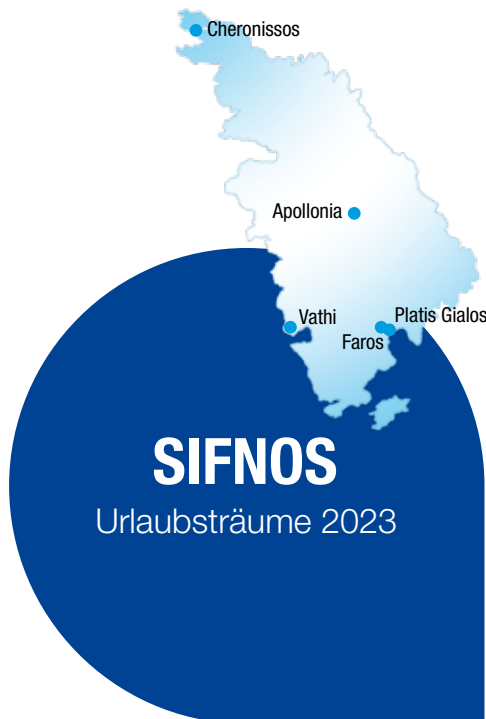 Cheronissos
Apollonia
Vathi
Platis Gialos
Faros
SIFNOS
Urlaubsträume 2023